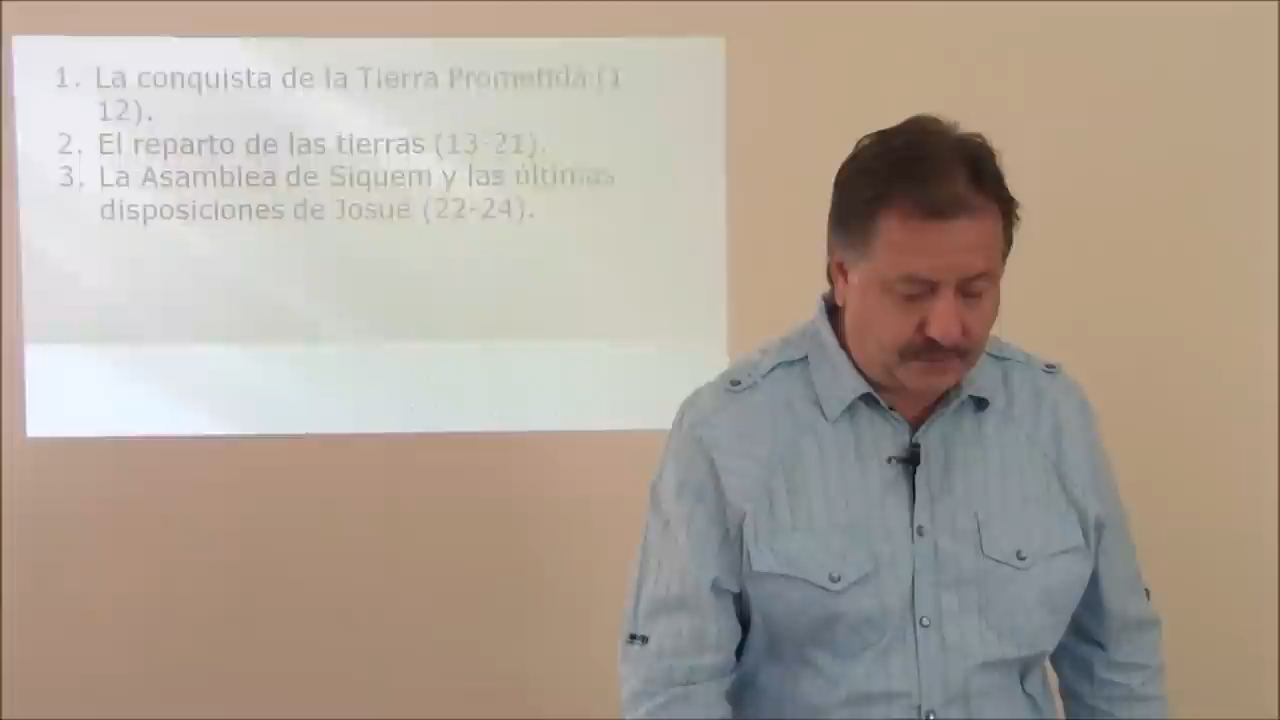 1. La conquista de la Tierra Prometida (1
12).
2. El reparto de las tierras (13-21).
3. La Asamblea de Siquem y las últimas
disposiciones de Josué (22-24).